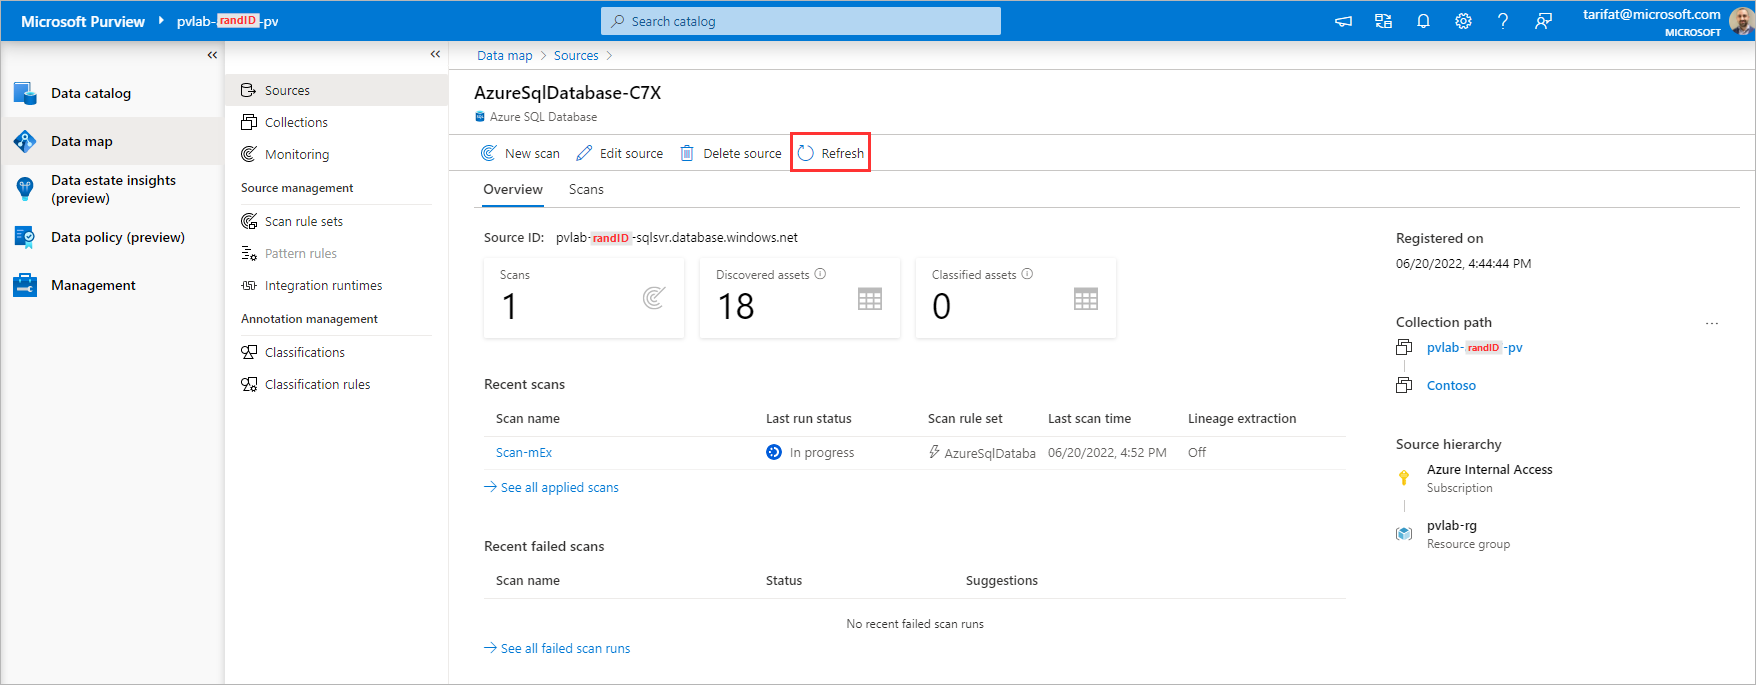 Microsoft Purview pvlab-randID-pv
Search catalog
tarifat@microsoft.com
MICROSOFT
Data catalog
Data map
Data estate insights
(preview)
Data policy (preview)
Management
Sources
Collections
Monitoring
Source management
Scan rule sets
Pattern rules
Integration runtimes
Annotation management
Classifications
Classification rules
Data map > Sources >
AzureSqlDatabase-C7X
Azure SQL Database
New scan Edit source Delete source Refresh
Overview Scans
Source ID: pvlab-randID-sqlsvr.database.windows.net
Scans
1
Discovered assets
18
Classified assets
0
Recent scans
Scan name Last run status Scan rule set Last scan time Lineage extraction
Scan-mEx In progress AzureSqlDataba 06/20/2022, 4:52 PM Off
See all applied scans
Recent failed scans
Scan name Status Suggestions
No recent failed scan runs
See all failed scan runs
Registered on
06/20/2022, 4:44:44 PM
Collection path ...
pvlab-randID-pv
Contoso
Source hierarchy
Azure Internal Access
Subscription
pvlab-rg
Resource group